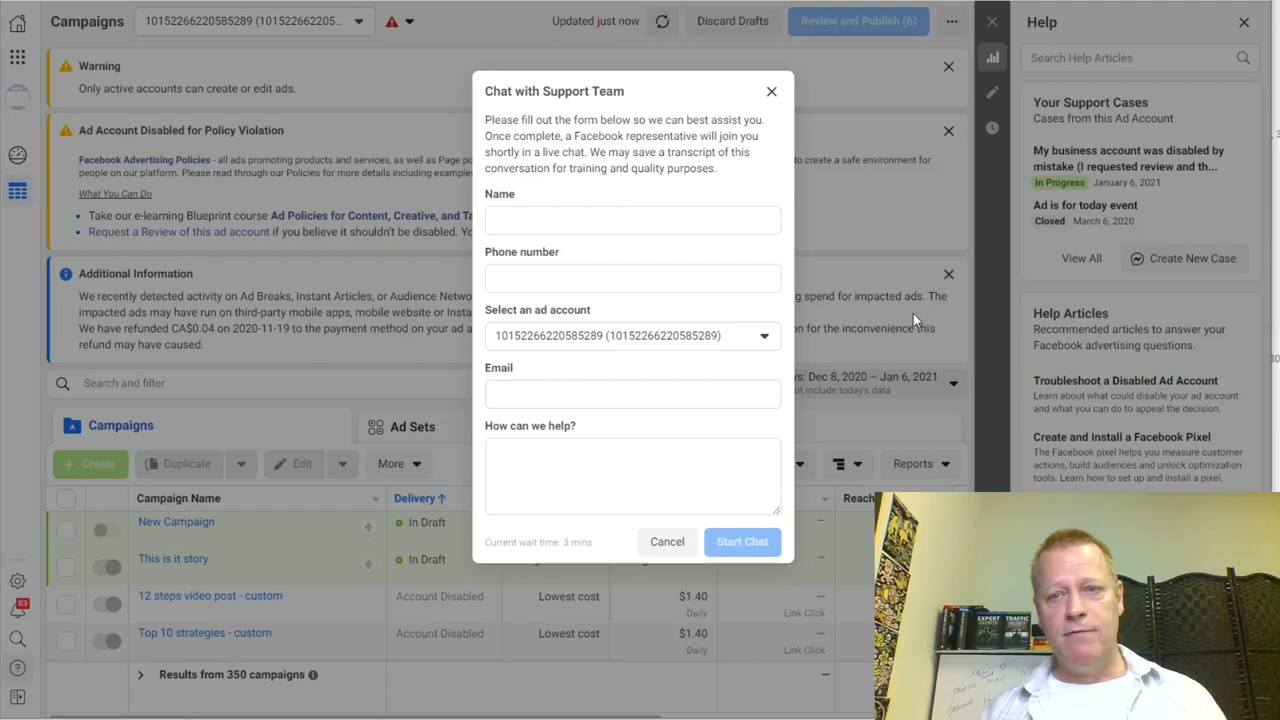 Campaigns
10152266220585289 (101522662205...
Updated just now
Discard Drafts
Review and Publish (6)
Warning
Only active accounts can create or edit ads.
Ad Account Disabled for Policy Violation
Facebook Advertising Policies - all ads promoting products and services, as well as Page po
to create a safe environment for
people on our platform. Please read through our Policies for more details including example
What You Can Do
• Take our e-learning Blueprint course Ad Policies for Content, Creative, and Ta
• Request a Review of this ad account if you believe it shouldn't be disabled. Yo
Additional Information
We recently detected activity on Ad Breaks, Instant Articles, or Audience Netwo
g spend for impacted ads. The
impacted ads may have run on third-party mobile apps, mobile website or Insta
We have refunded CA$0.04 on 2020-11-19 to the payment method on your ad a
on for the inconvenience this
refund may have caused.
Search and filter
ys: Dec 8, 2020 – Jan 6, 2021
not include today's data
Campaigns
Ad Sets
+ Create
Duplicate
Edit
More
Reports
Campaign Name
Delivery↑
Reach
New Campaign
In Draft
–
This is it story
In Draft
–
12 steps video post - custom
Account Disabled
Lowest cost
$1.40
Daily
–
Link Click
Top 10 strategies - custom
Account Disabled
Lowest cost
$1.40
Daily
–
Link Click
Results from 350 campaigns
–
83
Chat with Support Team
Please fill out the form below so we can best assist you.
Once complete, a Facebook representative will join you
shortly in a live chat. We may save a transcript of this
conversation for training and quality purposes.
Name
Phone number
Select an ad account
10152266220585289 (10152266220585289)
Email
How can we help?
Current wait time: 3 mins
Cancel
Start Chat
Help
Search Help Articles
Your Support Cases
Cases from this Ad Account
My business account was disabled by
mistake (I requested review and th...
In Progress January 6, 2021
Ad is for today event
Closed March 6, 2020
View All
Create New Case
Help Articles
Recommended articles to answer your
Facebook advertising questions.
Troubleshoot a Disabled Ad Account
Learn about what could disable your ad account
and what you can do to appeal the decision.
Create and Install a Facebook Pixel
The Facebook pixel helps you measure customer
actions, build audiences and unlock optimization
tools. Learn how to set up and install a pixel.
EXPERT
SECRETS
TRAFFIC
SECRETS